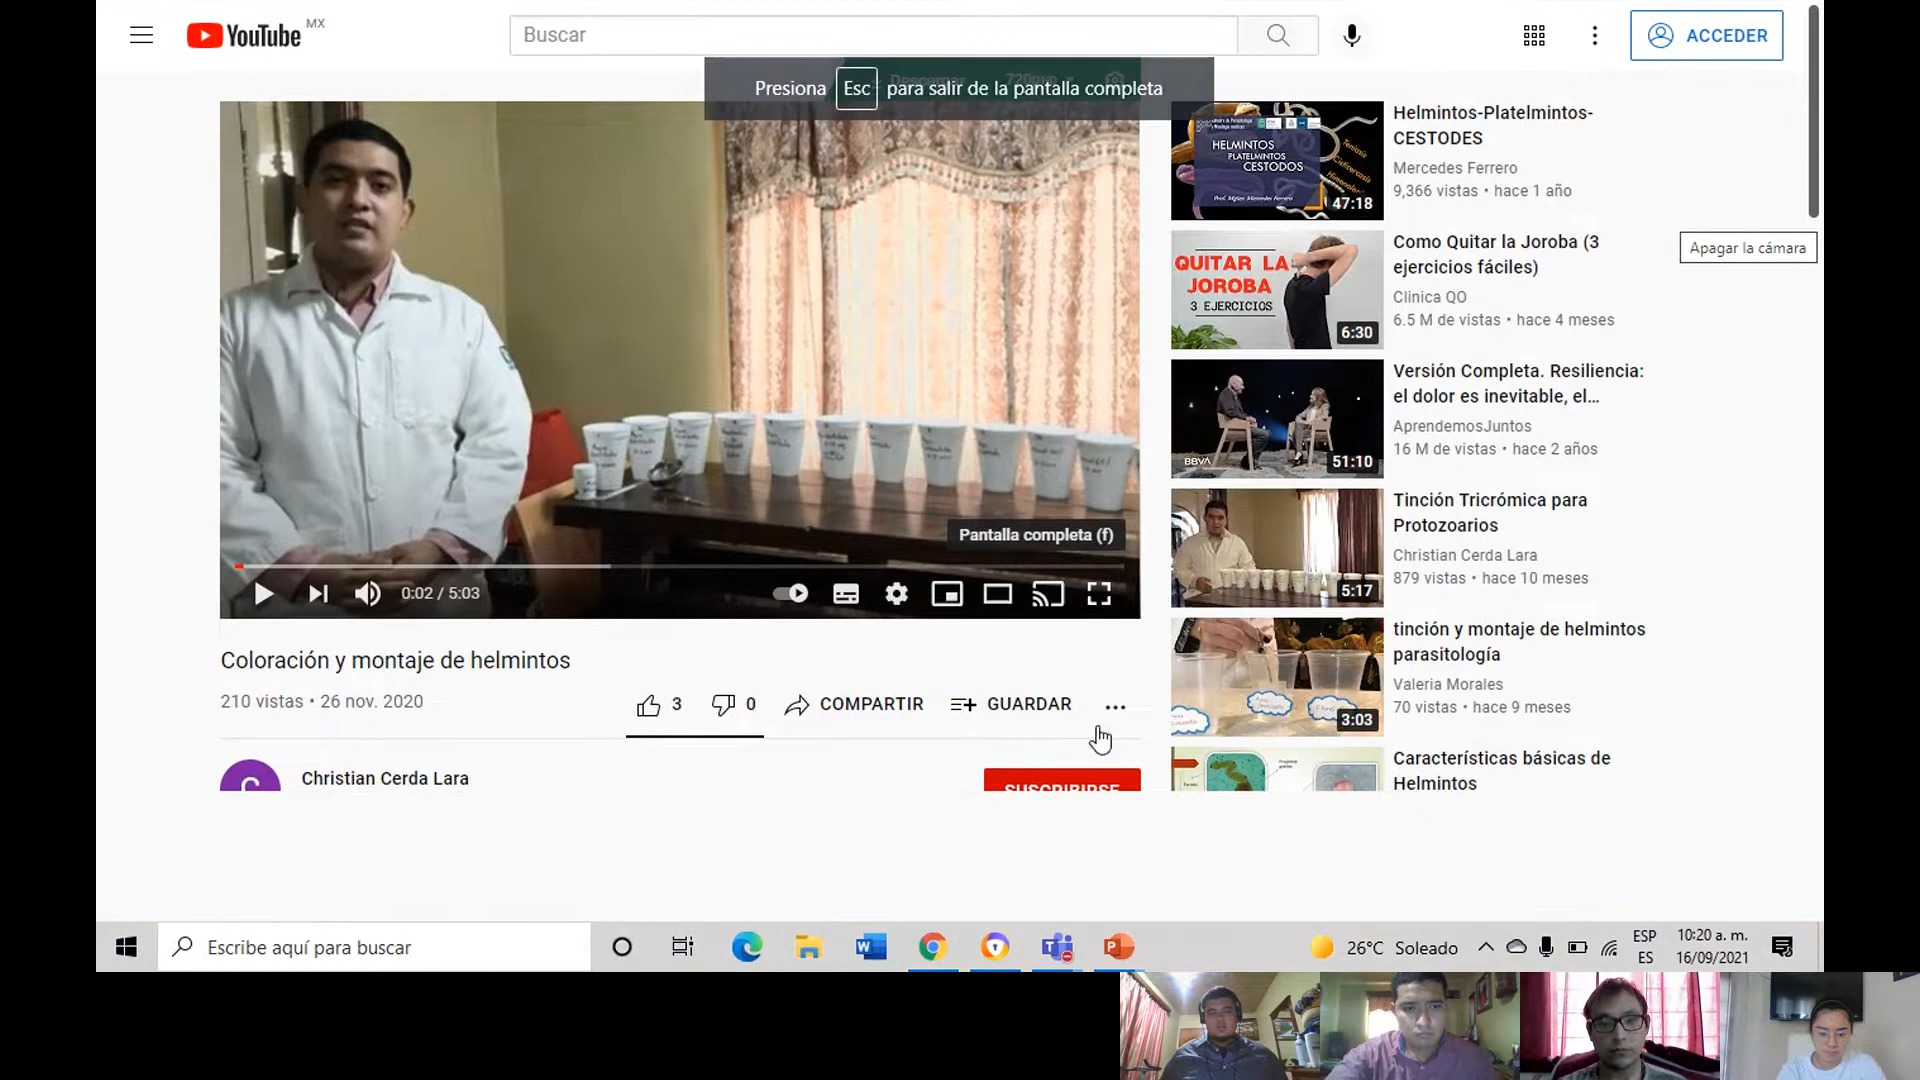 YouTube MX
Buscar
ACCEDER
Presiona Esc para salir de la pantalla completa
Pantalla completa (f)
0:02 / 5:03
Coloración y montaje de helmintos
210 vistas • 26 nov. 2020
3
0
COMPARTIR
GUARDAR
Christian Cerda Lara
SUSCRIBIRSE
HELMINTOS
PLATELMINTOS
CESTODOS
47:18
Helmintos-Platelmintos-
CESTODES
Mercedes Ferrero
9,366 vistas • hace 1 año
Apagar la cámara
QUITAR LA
JOROBA
3 EJERCICIOS
6:30
Como Quitar la Joroba (3
ejercicios fáciles)
Clinica QO
6.5 M de vistas • hace 4 meses
BBVA
51:10
Versión Completa. Resiliencia:
el dolor es inevitable, el...
AprendemosJuntos
16 M de vistas • hace 2 años
5:17
Tinción Tricrómica para
Protozoarios
Christian Cerda Lara
879 vistas • hace 10 meses
3:03
tinción y montaje de helmintos
parasitología
Valeria Morales
70 vistas • hace 9 meses
Características básicas de
Helmintos
Escribe aquí para buscar
26°C Soleado
ESP
ES
10:20 a. m.
16/09/2021